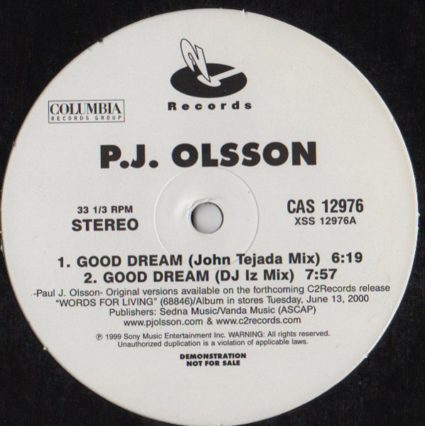 C2
Records
COLUMBIA
RECORDS GROUP
P.J. OLSSON
33 1/3 RPM
STEREO
CAS 12976
XSS 12976A
1. GOOD DREAM (John Tejada Mix) 6:19
2. GOOD DREAM (DJ Iz Mix) 7:57
-Paul J. Olsson- Original versions available on the forthcoming C2Records release
"WORDS FOR LIVING" (68846)/Album in stores Tuesday, June 13, 2000
Publishers: Sedna Music/Vanda Music (ASCAP)
www.pjolsson.com & www.c2records.com
℗ 1999 Sony Music Entertainment Inc. WARNING: All rights reserved.
Unauthorized duplication is a violation of applicable laws.
DEMONSTRATION
NOT FOR SALE